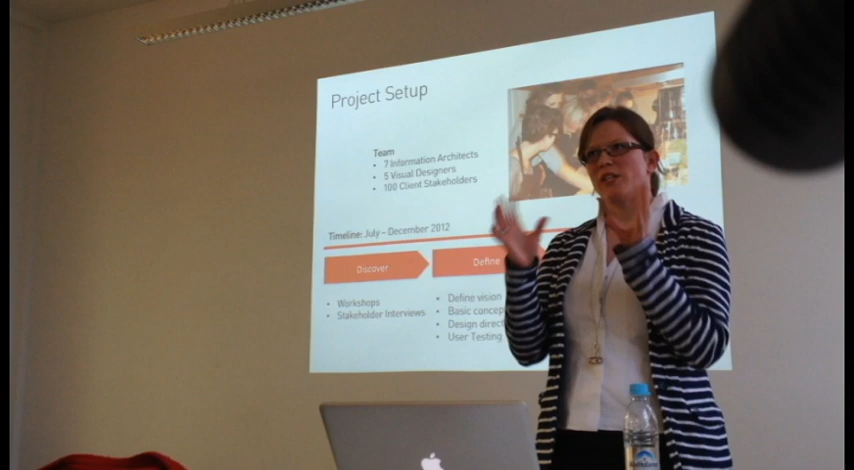 Project Setup
Team
• 7 Information Architects
• 5 Visual Designers
• 100 Client Stakeholders
Timeline: July – December 2012
Discover
Define
• Workshops
• Stakeholder Interviews
• Define vision
• Basic concep
• Design direct
• User Testing